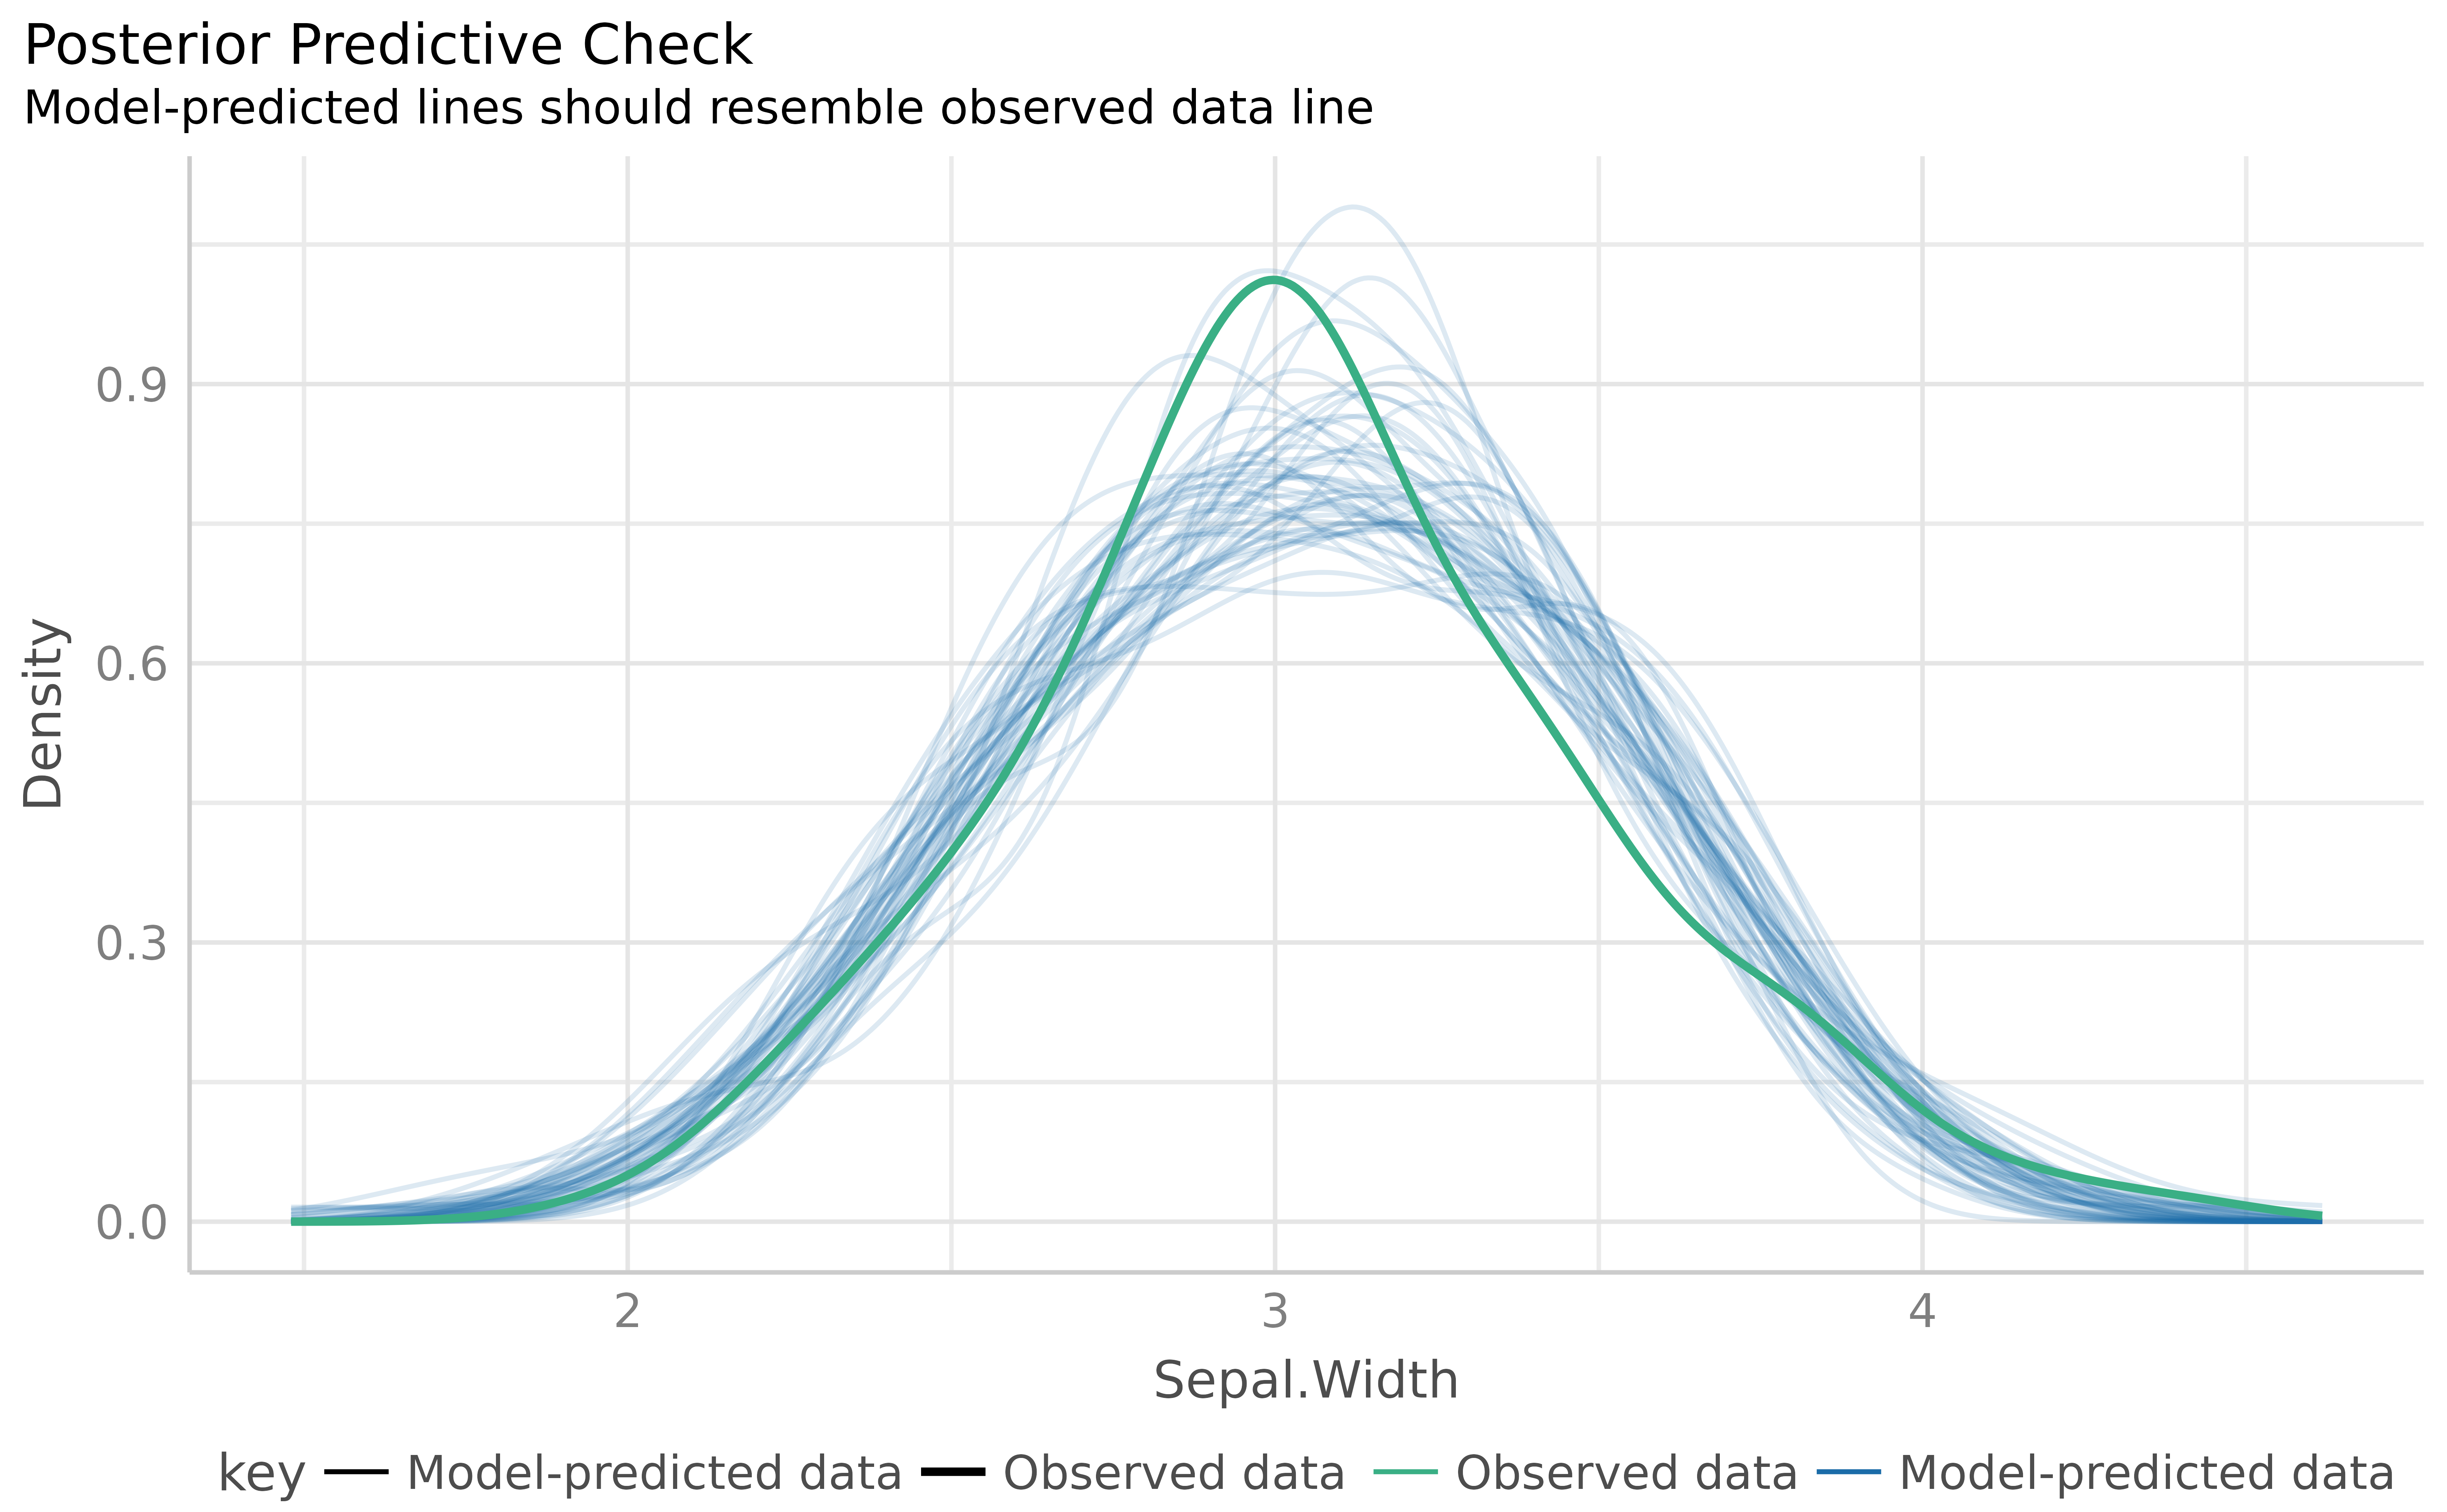 Posterior Predictive Check
Model-predicted lines should resemble observed data line
Density
0.9
0.6
0.3
0.0
2 3 4
Sepal.Width
key Model-predicted data Observed data Observed data Model-predicted data